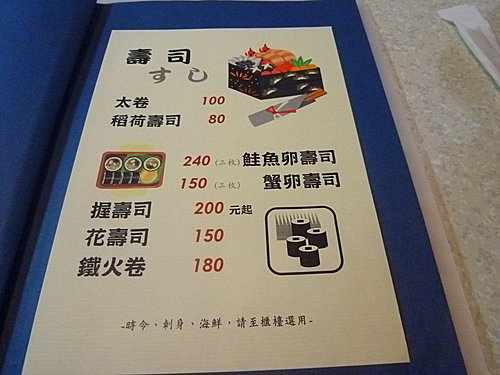 壽司
すし
太卷 100
稻荷壽司 80
240 (三枚) 鮭魚卵壽司
150 (三枚) 蟹卵壽司
握壽司 200 元起
花壽司 150
鐵火卷 180
-時令、刺身、海鮮，請至櫃檯選用-